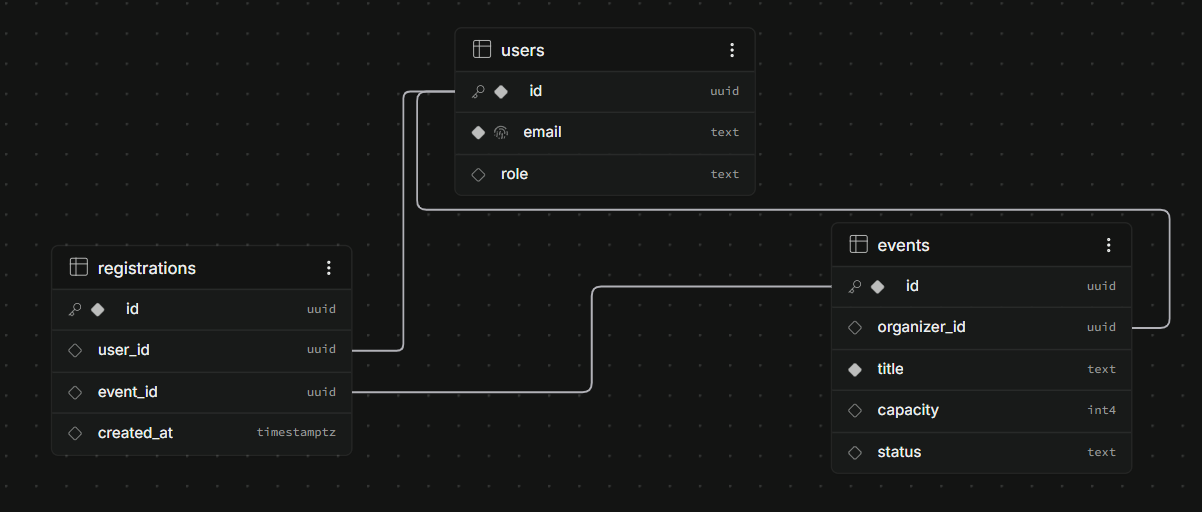 users
id uuid
email text
role text
registrations
id uuid
user_id uuid
event_id uuid
created_at timestamptz
events
id uuid
organizer_id uuid
title text
capacity int4
status text